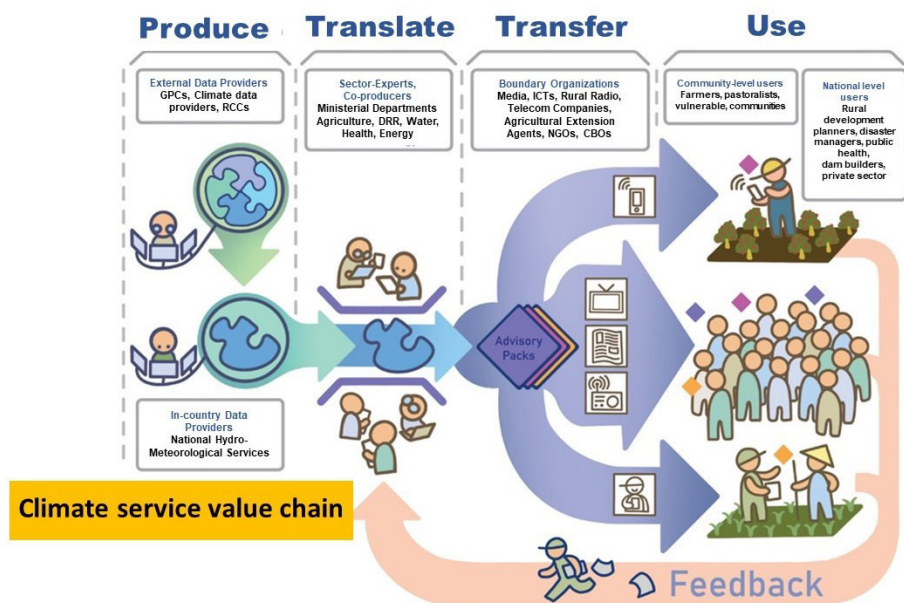 Produce
Translate
Transfer
Use
External Data Providers
GPCs, Climate data
providers, RCCs
Sector-Experts,
Co-producers
Ministerial Departments
Agriculture, DRR, Water,
Health, Energy
Boundary Organizations
Media, ICTs, Rural Radio,
Telecom Companies,
Agricultural Extension
Agents, NGOs, CBOs
Community-level users
Farmers, pastoralists,
vulnerable, communities
National level
users
Rural
development
planners, disaster
managers, public
health,
dam builders,
private sector
Advisory
Packs
In-country Data
Providers
National Hydro-
Meteorological Services
Climate service value chain
Feedback